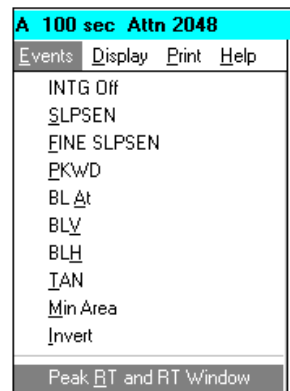 A 100 sec Attn 2048
Events Display Print Help
INTG Off
SLPSEN
FINE SLPSEN
PKWD
BL At
BLV
BLH
TAN
Min Area
Invert
Peak RT and RT Window